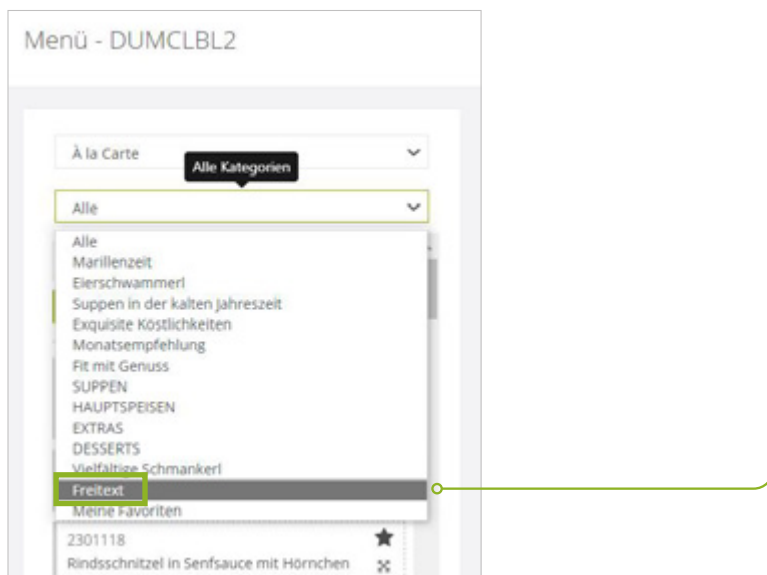 Menü - DUMCLBL2
À la Carte
Alle Kategorien
Alle
Alle
Marillenzeit
Eierschwammerl
Suppen in der kalten Jahreszeit
Exquisite Köstlichkeiten
Monatsempfehlung
Fit mit Genuss
SUPPEN
HAUPTSPEISEN
EXTRAS
DESSERTS
Vielfältige Schmankerl
Freitext
Meine Favoriten
2301118
Rindsschnitzel in Senfsauce mit Hörnchen